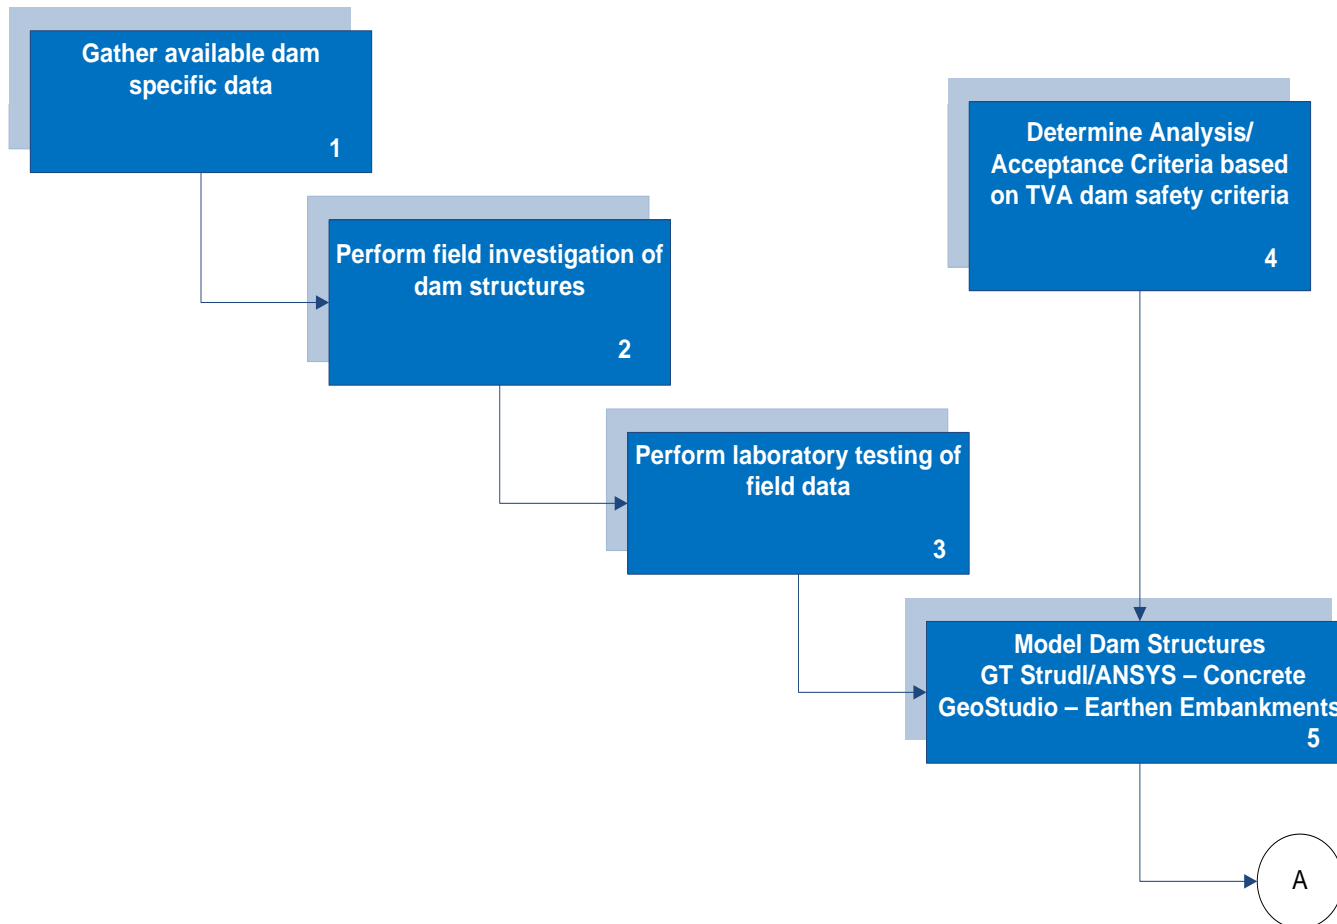 Gather available dam
specific data
1
Perform field investigation of
dam structures
2
Perform laboratory testing of
field data
3
Determine Analysis/
Acceptance Criteria based
on TVA dam safety criteria
4
Model Dam Structures
GT Strudl/ANSYS – Concrete
GeoStudio – Earthen Embankments
5
A